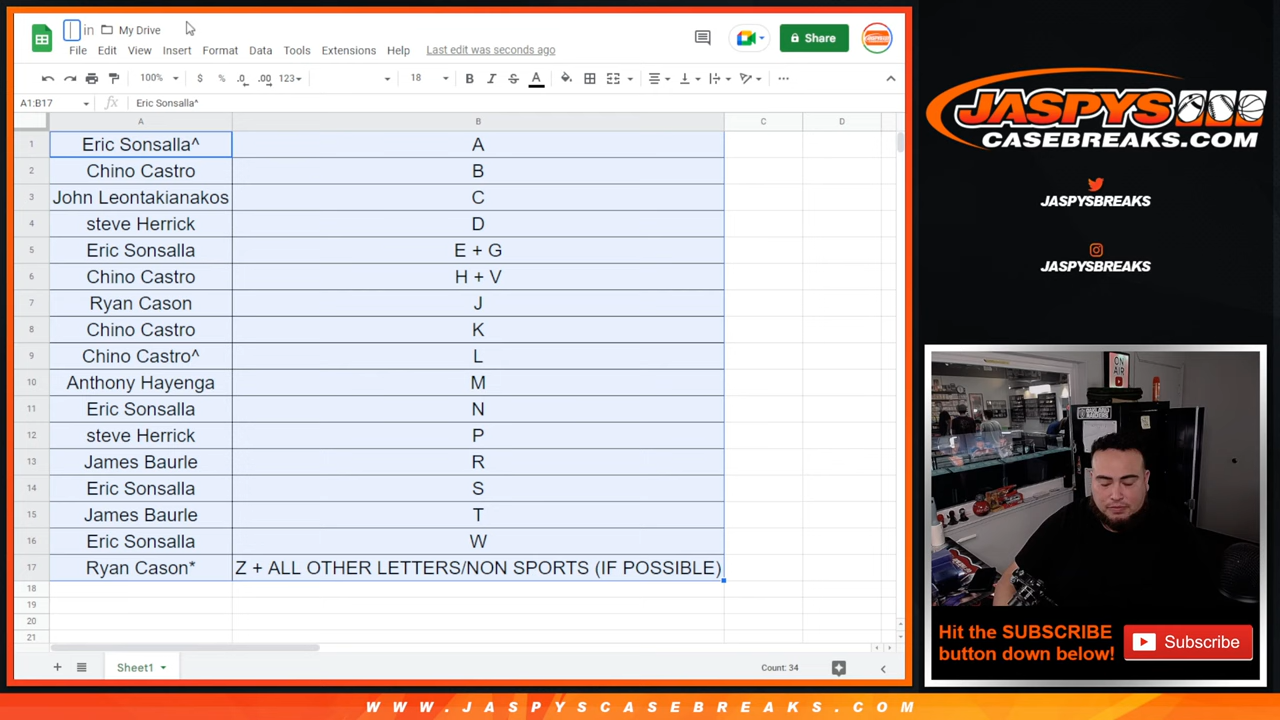 in My Drive
File Edit View Insert Format Data Tools Extensions Help Last edit was seconds ago
Share
100% $ % .0 .00 123 18 B I S A
A1:B17 fx Eric Sonsalla^
A B C D
1 Eric Sonsalla^ A
2 Chino Castro B
3 John Leontakianakos C
4 steve Herrick D
5 Eric Sonsalla E + G
6 Chino Castro H + V
7 Ryan Cason J
8 Chino Castro K
9 Chino Castro^ L
10 Anthony Hayenga M
11 Eric Sonsalla N
12 steve Herrick P
13 James Baurle R
14 Eric Sonsalla S
15 James Baurle T
16 Eric Sonsalla W
17 Ryan Cason* Z + ALL OTHER LETTERS/NON SPORTS (IF POSSIBLE)
18
19
20
21
Sheet1 Count: 34
JASPYS
CASEBREAKS.COM
JASPYSBREAKS
JASPYSBREAKS
ON AIR
Hit the SUBSCRIBE
button down below!
Subscribe
WWW.JASPYSCASEBREAKS.COM